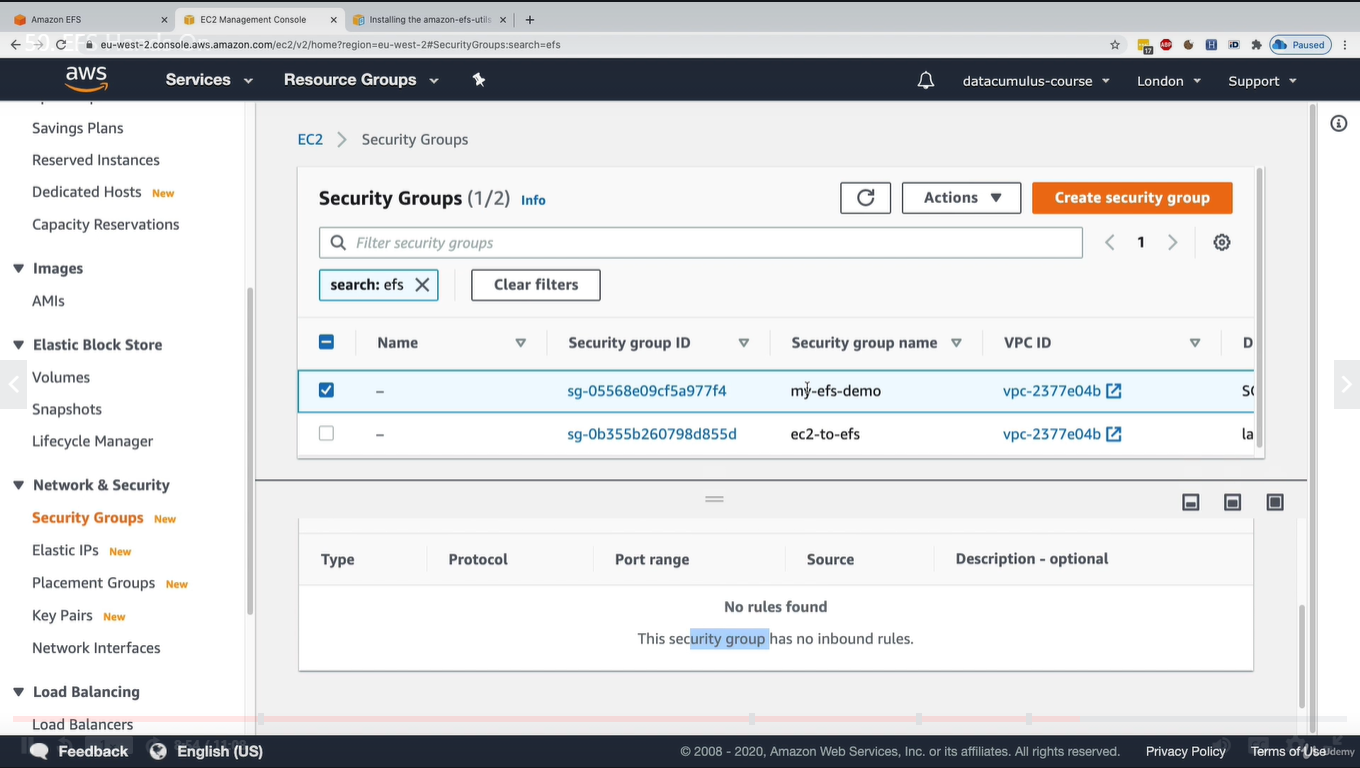 Amazon EFS
EC2 Management Console
Installing the amazon-efs-utils
eu-west-2.console.aws.amazon.com/ec2/v2/home?region=eu-west-2#SecurityGroups:search=efs
17
ABP
H
iD
Paused
aws
Services
Resource Groups
datacumulus-course
London
Support
Savings Plans
Reserved Instances
Dedicated Hosts New
Capacity Reservations
Images
AMIs
Elastic Block Store
Volumes
Snapshots
Lifecycle Manager
Network & Security
Security Groups New
Elastic IPs New
Placement Groups New
Key Pairs New
Network Interfaces
Load Balancing
Load Balancers
EC2 > Security Groups
Security Groups (1/2) Info
Actions
Create security group
Filter security groups
1
search: efs
Clear filters
Name Security group ID Security group name VPC ID D
– sg-05568e09cf5a977f4 my-efs-demo vpc-2377e04b SG
– sg-0b355b260798d855d ec2-to-efs vpc-2377e04b la
Type Protocol Port range Source Description - optional
No rules found
This security group has no inbound rules.
Feedback English (US)
© 2008 - 2020, Amazon Web Services, Inc. or its affiliates. All rights reserved. Privacy Policy Terms of Use
Udemy